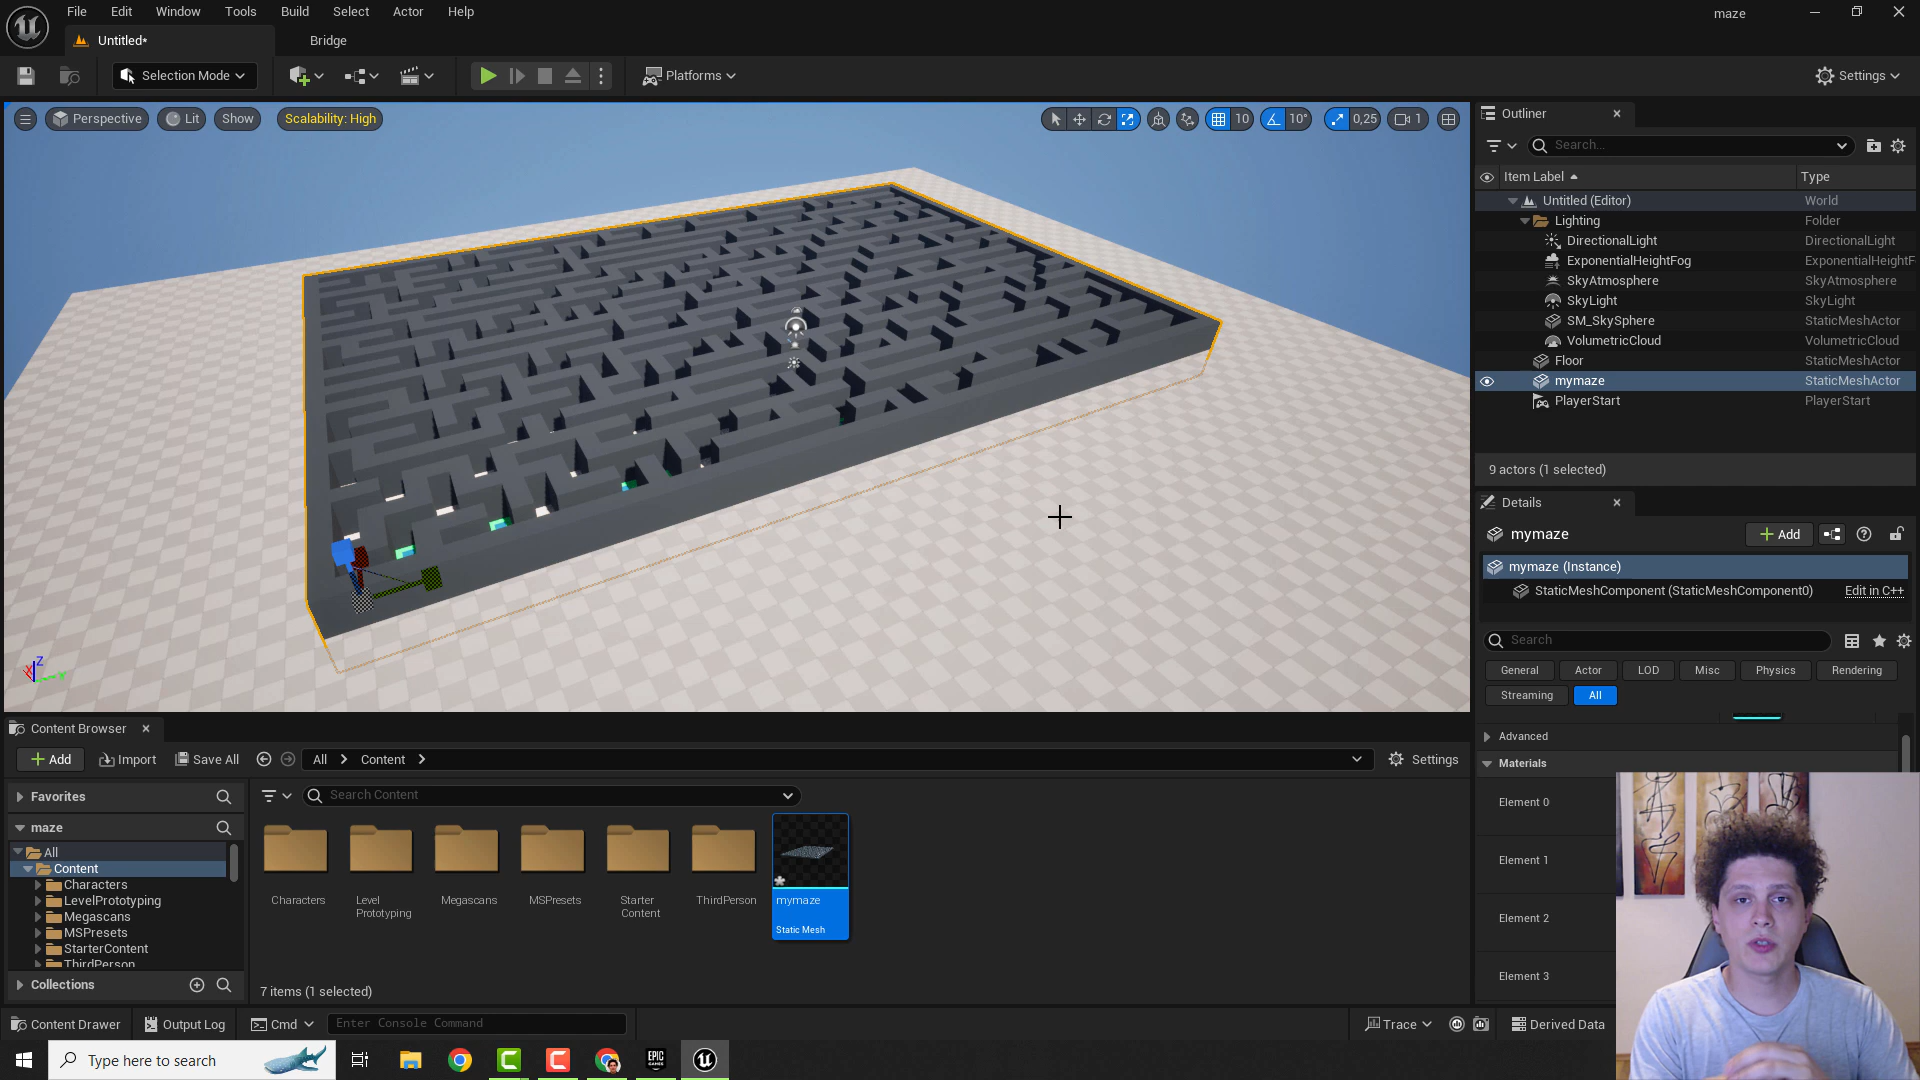 File Edit Window Tools Build Select Actor Help
maze
Untitled*
Bridge
Selection Mode
Platforms
Settings
Perspective
Lit
Show
Scalability: High
10
10°
0,25
1
Outliner
Search...
Item Label
Type
Untitled (Editor)
World
Lighting
Folder
DirectionalLight
DirectionalLight
ExponentialHeightFog
ExponentialHeightF
SkyAtmosphere
SkyAtmosphere
SkyLight
SkyLight
SM_SkySphere
StaticMeshActor
VolumetricCloud
VolumetricCloud
Floor
StaticMeshActor
mymaze
StaticMeshActor
PlayerStart
PlayerStart
9 actors (1 selected)
Details
mymaze
Add
mymaze (Instance)
StaticMeshComponent (StaticMeshComponent0)
Edit in C++
Search
General
Actor
LOD
Misc
Physics
Rendering
Streaming
All
Advanced
Materials
Element 0
Element 1
Element 2
Element 3
Z
X
Y
Content Browser
Add
Import
Save All
All
Content
Settings
Favorites
Search Content
maze
All
Content
Characters
LevelPrototyping
Megascans
MSPresets
StarterContent
ThirdPerson
Collections
Characters
Level
Prototyping
Megascans
MSPresets
Starter
Content
ThirdPerson
mymaze
Static Mesh
7 items (1 selected)
Content Drawer
Output Log
Cmd
Enter Console Command
Trace
Derived Data
Type here to search
EPIC
GAMES